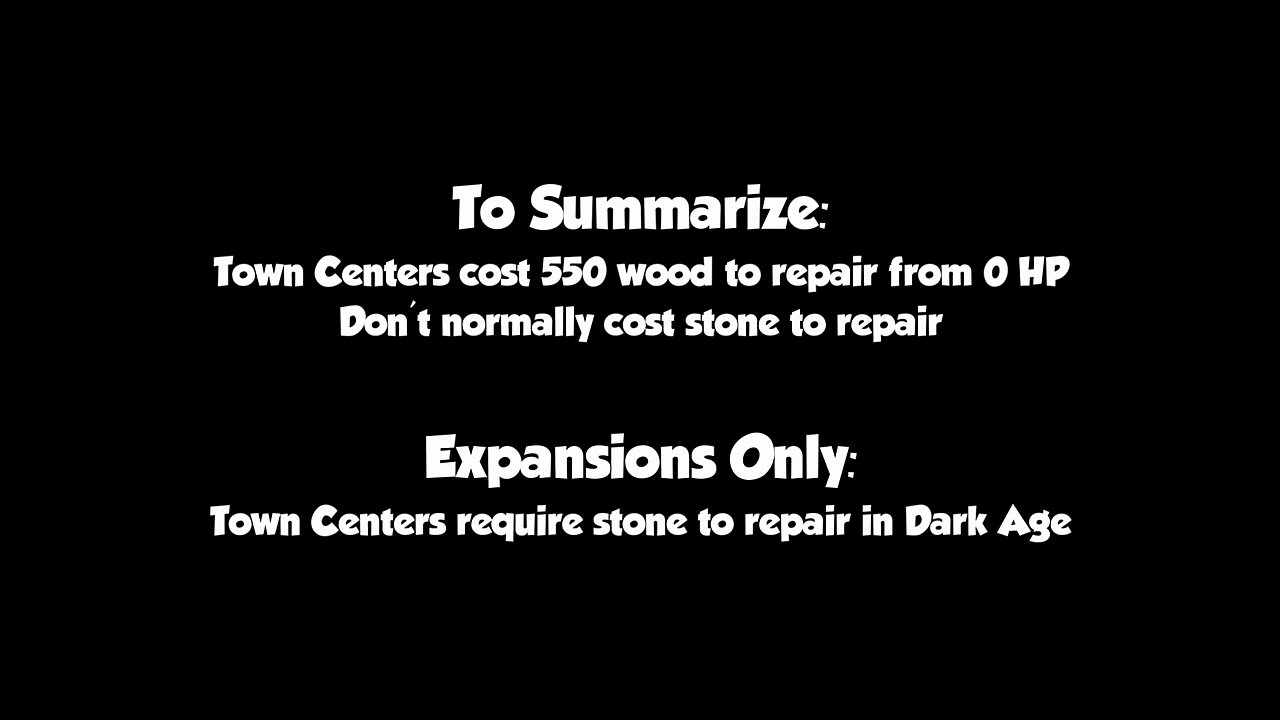 To Summarize:
Town Centers cost 550 wood to repair from 0 HP
Don't normally cost stone to repair
Expansions Only:
Town Centers require stone to repair in Dark Age